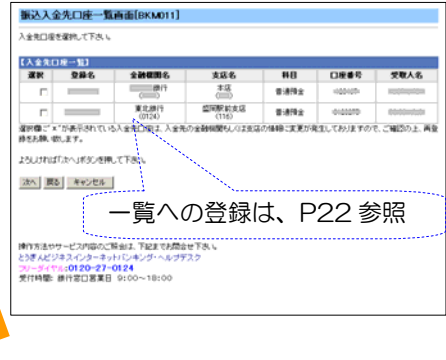 振込入金先口座一覧画面[BKM011]
入金先口座を選択して下さい。
【入金先口座一覧】
選択 登録名 金融機関名 支店名 科目 口座番号 受取人名
銀行 本店 普通預金
東北銀行 盛岡駅前支店 普通預金
(0124) (116)
選択欄に"×"が表示されている入金先口座は、入金先の金融機関もしくは支店の情報に変更が発生しておりますので、ご確認の上、再登
録をお願い致します。
よろしければ「次へ」ボタンを押して下さい。
次へ 戻る キャンセル
一覧への登録は、P22 参照
操作方法やサービス内容のご照会は、下記までお問合せ下さい。
とうぎんビジネスインターネットバンキング・ヘルプデスク
フリーダイヤル:0120-27-0124
受付時間: 銀行窓口営業日 9:00～18:00